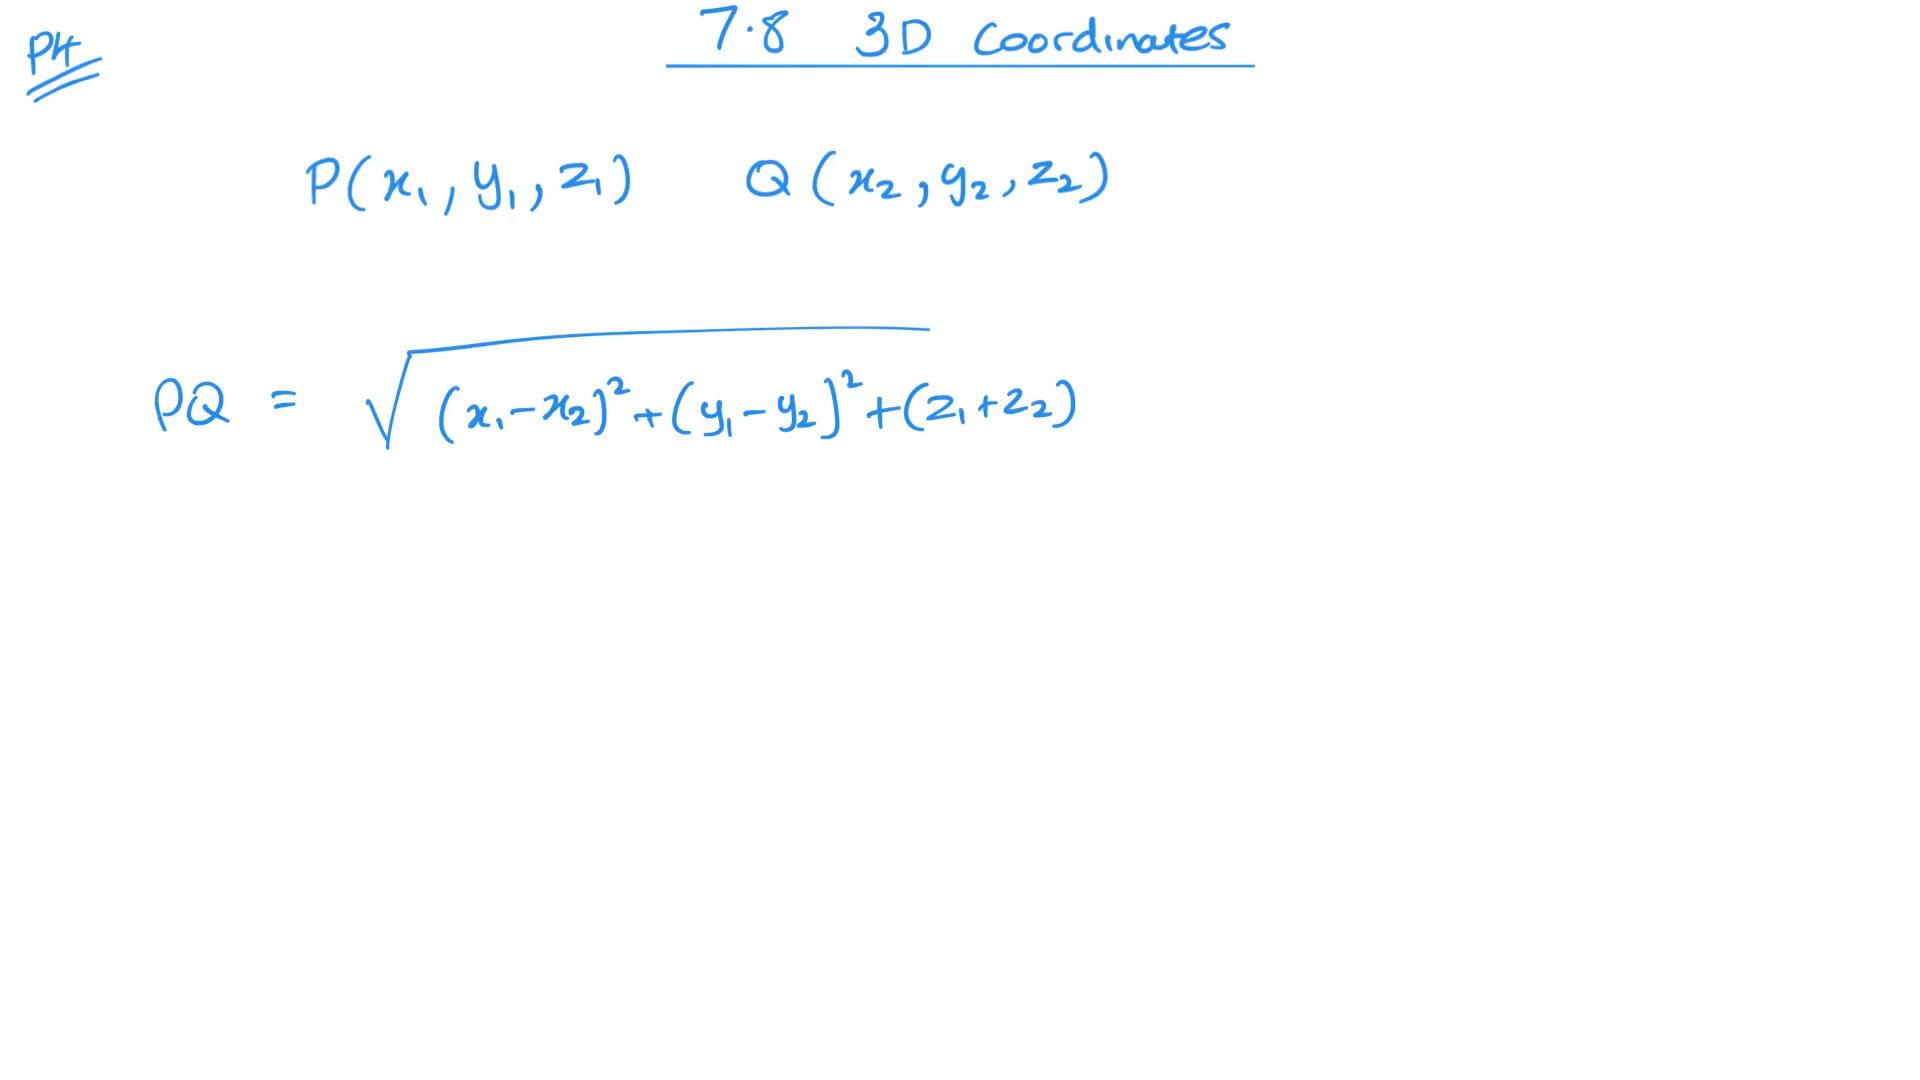 7.8 3D Coordinates
P4
P(x₁, y₁, z₁) Q(x₂, y₂, z₂)
PQ = √(x₁-x₂)²+(y₁-y₂)²+(z₁+z₂)